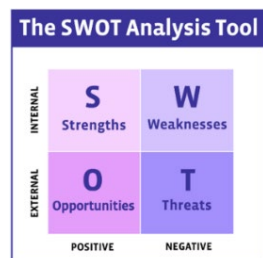 The SWOT Analysis Tool
INTERNAL
S
Strengths
W
Weaknesses
EXTERNAL
O
Opportunities
T
Threats
POSITIVE
NEGATIVE